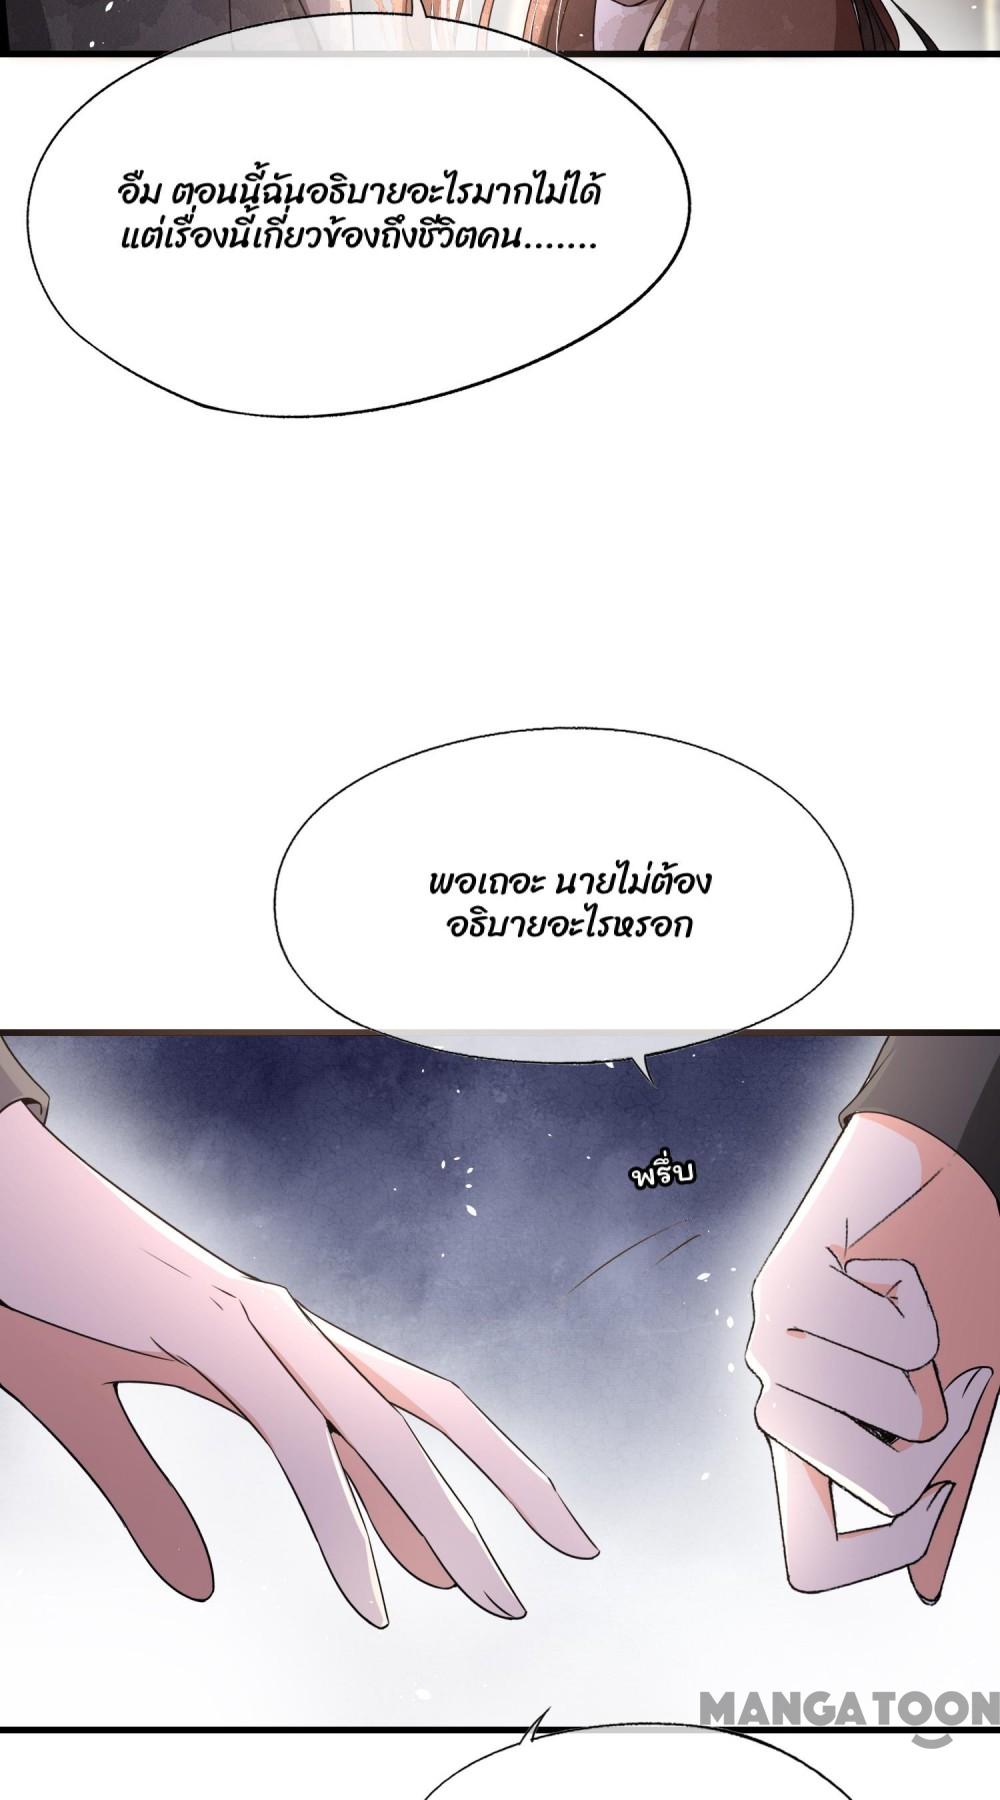 อืม ตอนนี้ฉันอธิบายอะไรมากไม่ได้
แต่เรื่องนี้เกี่ยวข้องถึงชีวิตคน.......
พอเถอะ นายไม่ต้อง
อธิบายอะไรหรอก
พรึ่บ
MANGATOON